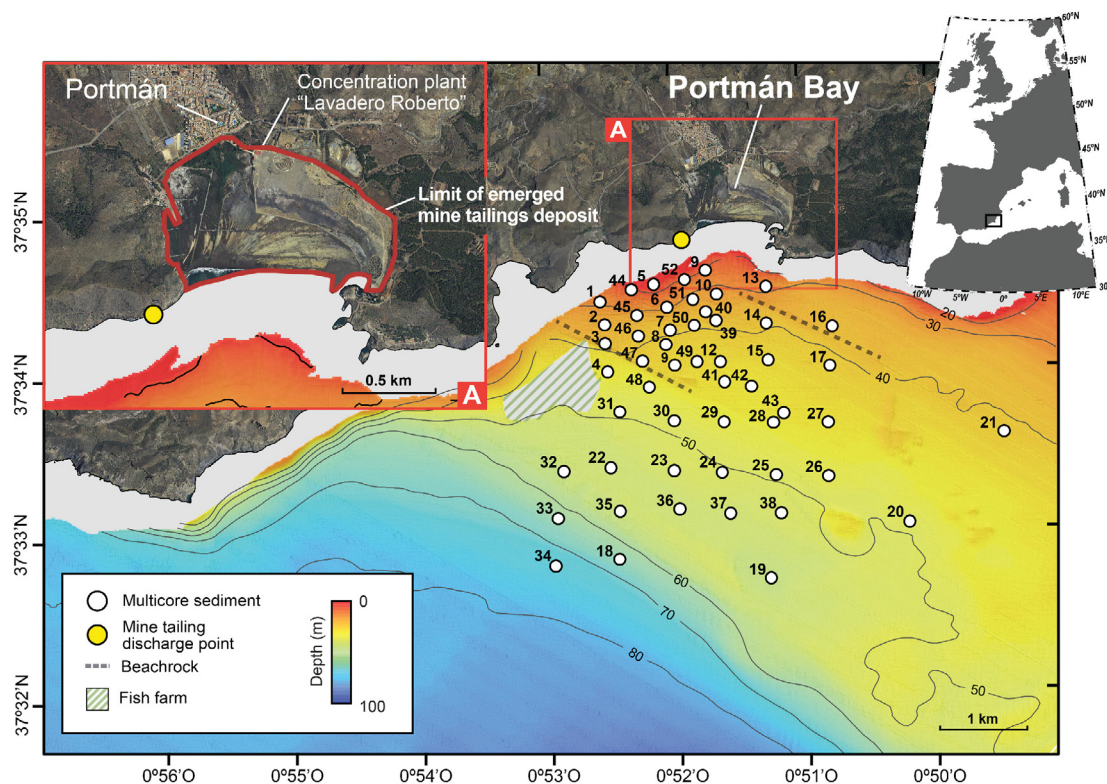 Portmán
Concentration plant
"Lavadero Roberto"
Limit of emerged
mine tailings deposit
0.5 km
A
Portmán Bay
A
60°N
55°N
50°N
45°N
40°N
35°N
30
10°W
5°W
0°E
5°E
10°E
37°35'N
37°34'N
37°33'N
37°32'N
0°56'O
0°55'O
0°54'O
0°53'O
0°52'O
0°51'O
0°50'O
9
52
5
44
13
10
51
1
6
45
40
16
2
50
14
7
46
39
3
8
47
9
49
12
15
17
4
48
41
42
31
30
29
28
43
27
21
32
22
23
24
25
26
33
35
36
37
38
20
34
18
19
20
30
40
50
60
70
80
50
1 km
Multicore sediment
Mine tailing
discharge point
Beachrock
Fish farm
Depth (m)
0
100